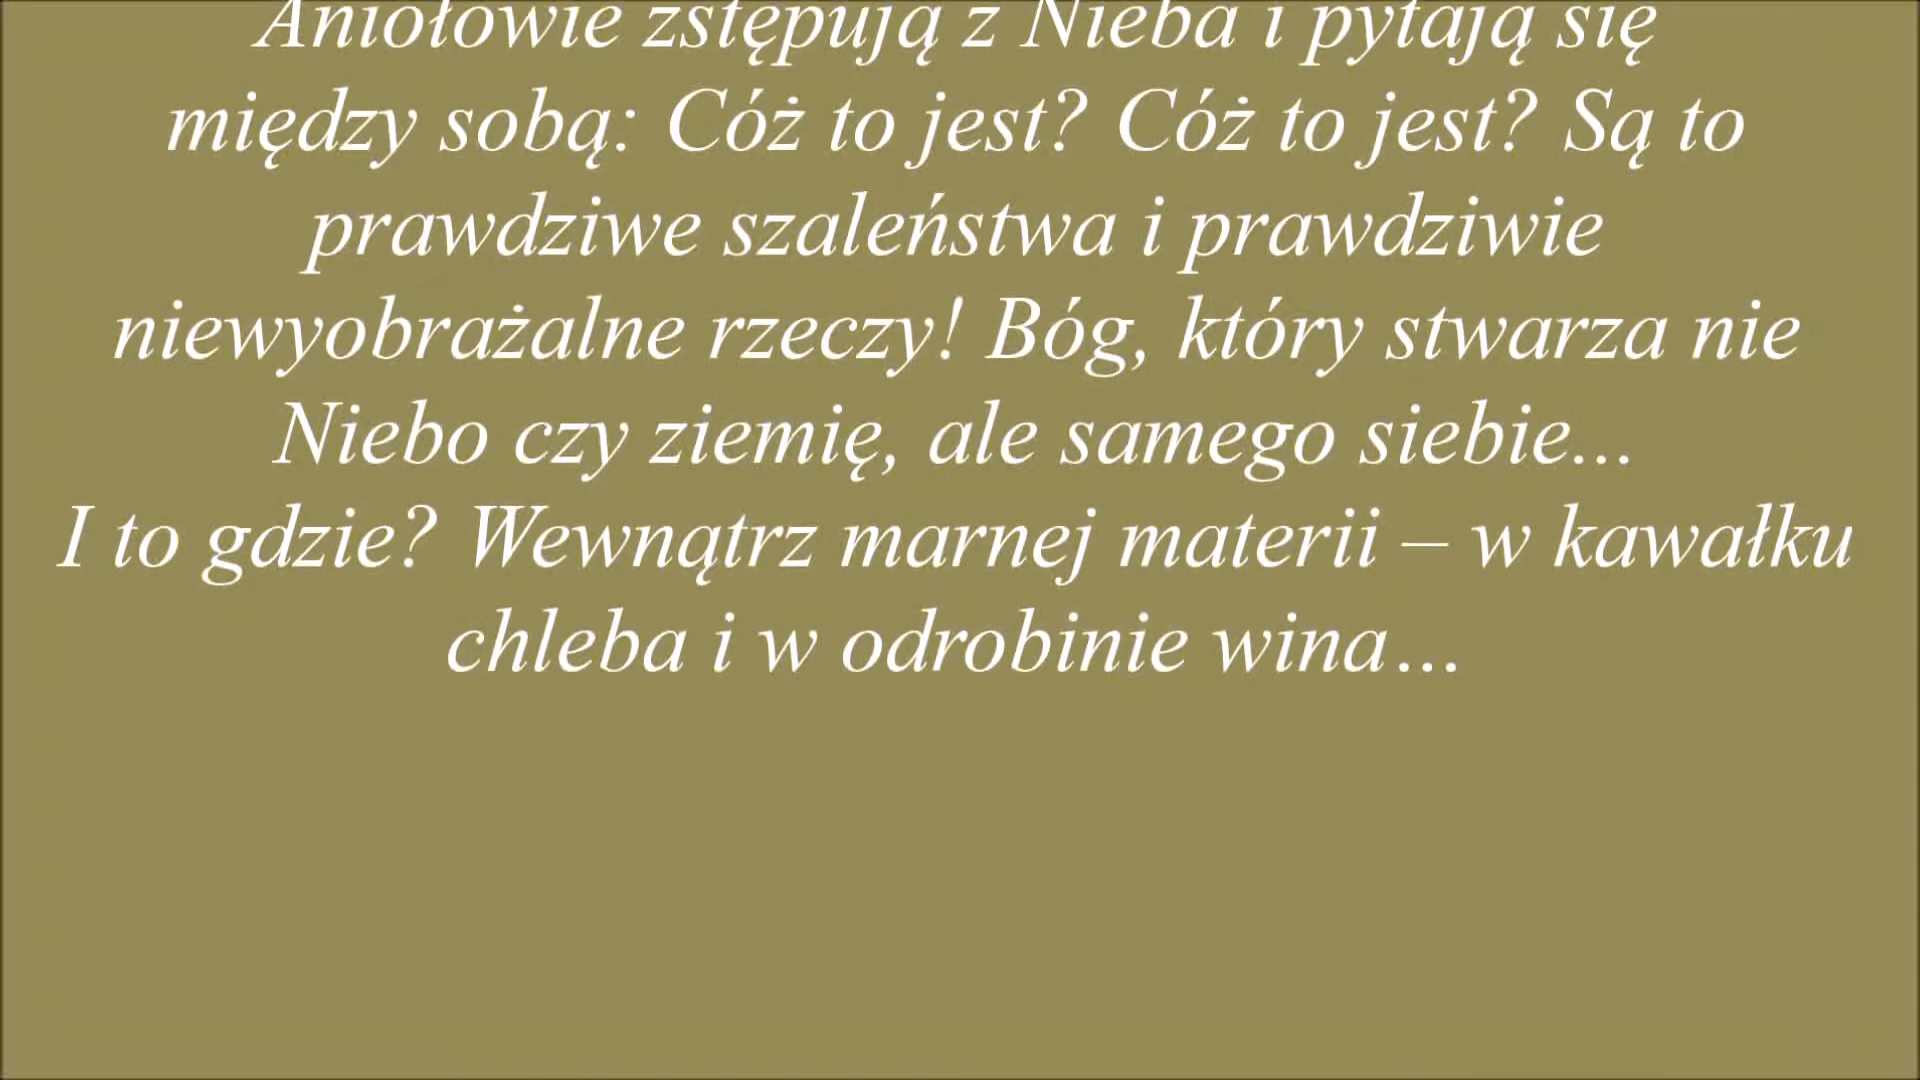 Aniołowie zstępują z Nieba i pytają się
między sobą: Cóż to jest? Cóż to jest? Są to
prawdziwe szaleństwa i prawdziwie
niewyobrażalne rzeczy! Bóg, który stwarza nie
Niebo czy ziemię, ale samego siebie...
I to gdzie? Wewnątrz marnej materii – w kawałku
chleba i w odrobinie wina…